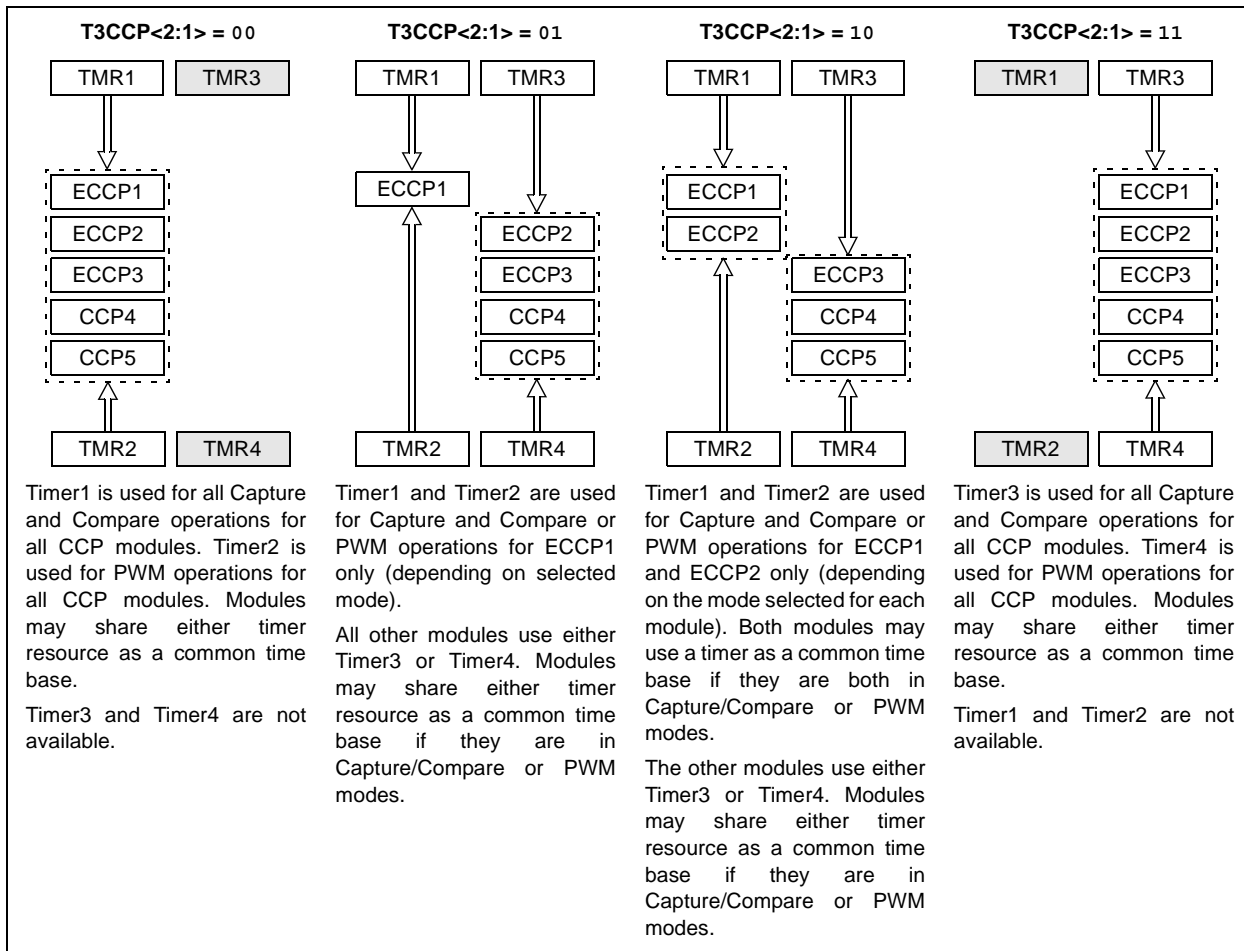 T3CCP<2:1> = 00
TMR1 TMR3
ECCP1
ECCP2
ECCP3
CCP4
CCP5
TMR2 TMR4
Timer1 is used for all Capture
and Compare operations for
all CCP modules. Timer2 is
used for PWM operations for
all CCP modules. Modules
may share either timer
resource as a common time
base.
Timer3 and Timer4 are not
available.
T3CCP<2:1> = 01
TMR1 TMR3
ECCP1
ECCP2
ECCP3
CCP4
CCP5
TMR2 TMR4
Timer1 and Timer2 are used
for Capture and Compare or
PWM operations for ECCP1
only (depending on selected
mode).
All other modules use either
Timer3 or Timer4. Modules
may share either timer
resource as a common time
base if they are in
Capture/Compare or PWM
modes.
T3CCP<2:1> = 10
TMR1 TMR3
ECCP1
ECCP2
ECCP3
CCP4
CCP5
TMR2 TMR4
Timer1 and Timer2 are used
for Capture and Compare or
PWM operations for ECCP1
and ECCP2 only (depending
on the mode selected for each
module). Both modules may
use a timer as a common time
base if they are both in
Capture/Compare or PWM
modes.
The other modules use either
Timer3 or Timer4. Modules
may share either timer
resource as a common time
base if they are in
Capture/Compare or PWM
modes.
T3CCP<2:1> = 11
TMR1 TMR3
ECCP1
ECCP2
ECCP3
CCP4
CCP5
TMR2 TMR4
Timer3 is used for all Capture
and Compare operations for
all CCP modules. Timer4 is
used for PWM operations for
all CCP modules. Modules
may share either timer
resource as a common time
base.
Timer1 and Timer2 are not
available.